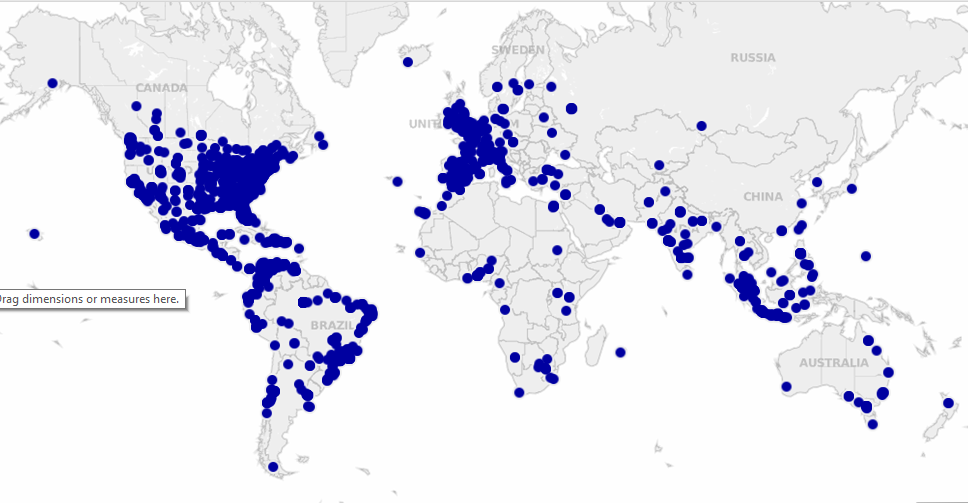 SWEDEN
RUSSIA
CANADA
UNIT M
CHINA
Drag dimensions or measures here.
BRAZIL
AUSTRALIA